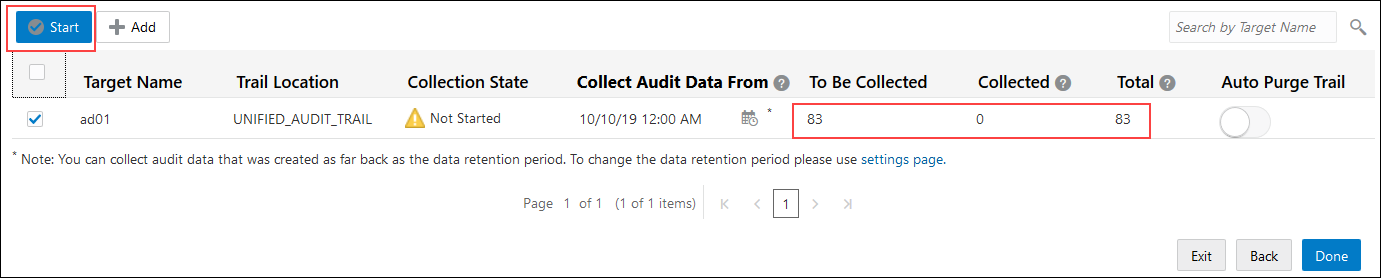 Start Add Search by Target Name
Target Name Trail Location Collection State Collect Audit Data From ? To Be Collected Collected ? Total ? Auto Purge Trail
ad01 UNIFIED_AUDIT_TRAIL Not Started 10/10/19 12:00 AM * 83 0 83
* Note: You can collect audit data that was created as far back as the data retention period. To change the data retention period please use settings page.
Page 1 of 1 (1 of 1 items) 1
Exit Back Done